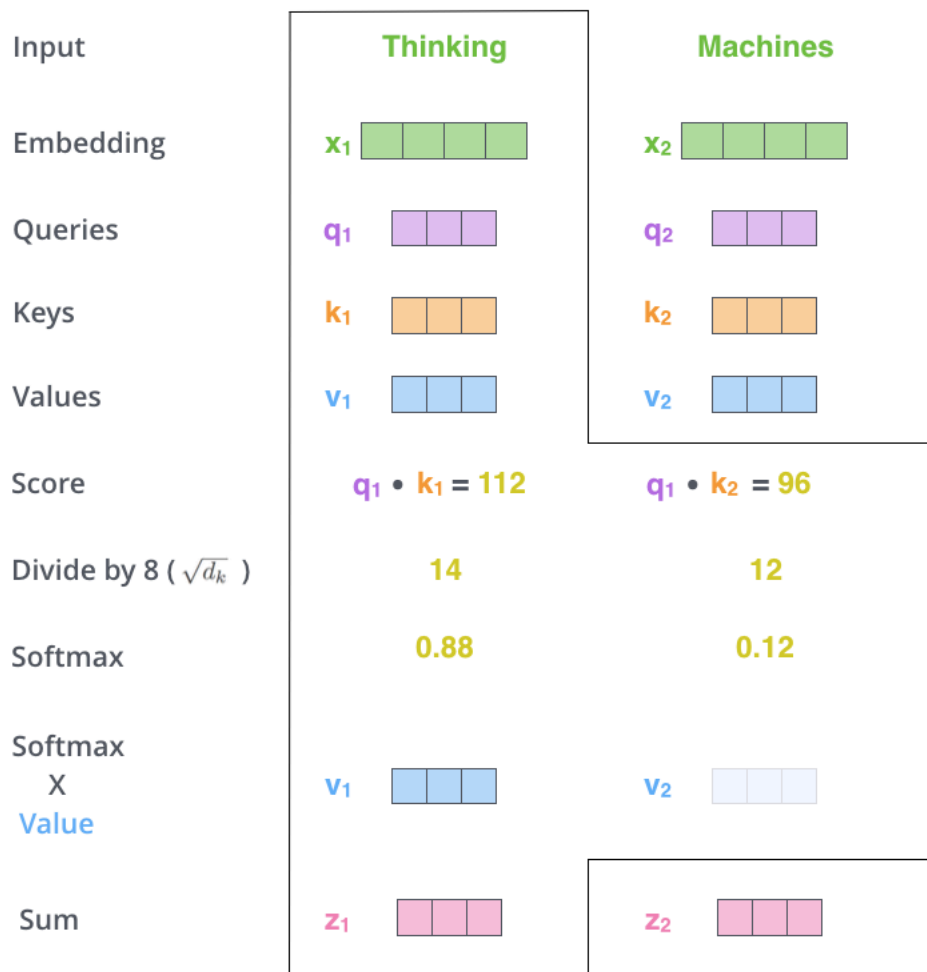 Input Thinking Machines
Embedding x₁ x₂
Queries q₁ q₂
Keys k₁ k₂
Values v₁ v₂
Score q₁ • k₁ = 112 q₁ • k₂ = 96
Divide by 8 ( √dₖ ) 14 12
Softmax 0.88 0.12
Softmax
X
Value v₁ v₂
Sum z₁ z₂